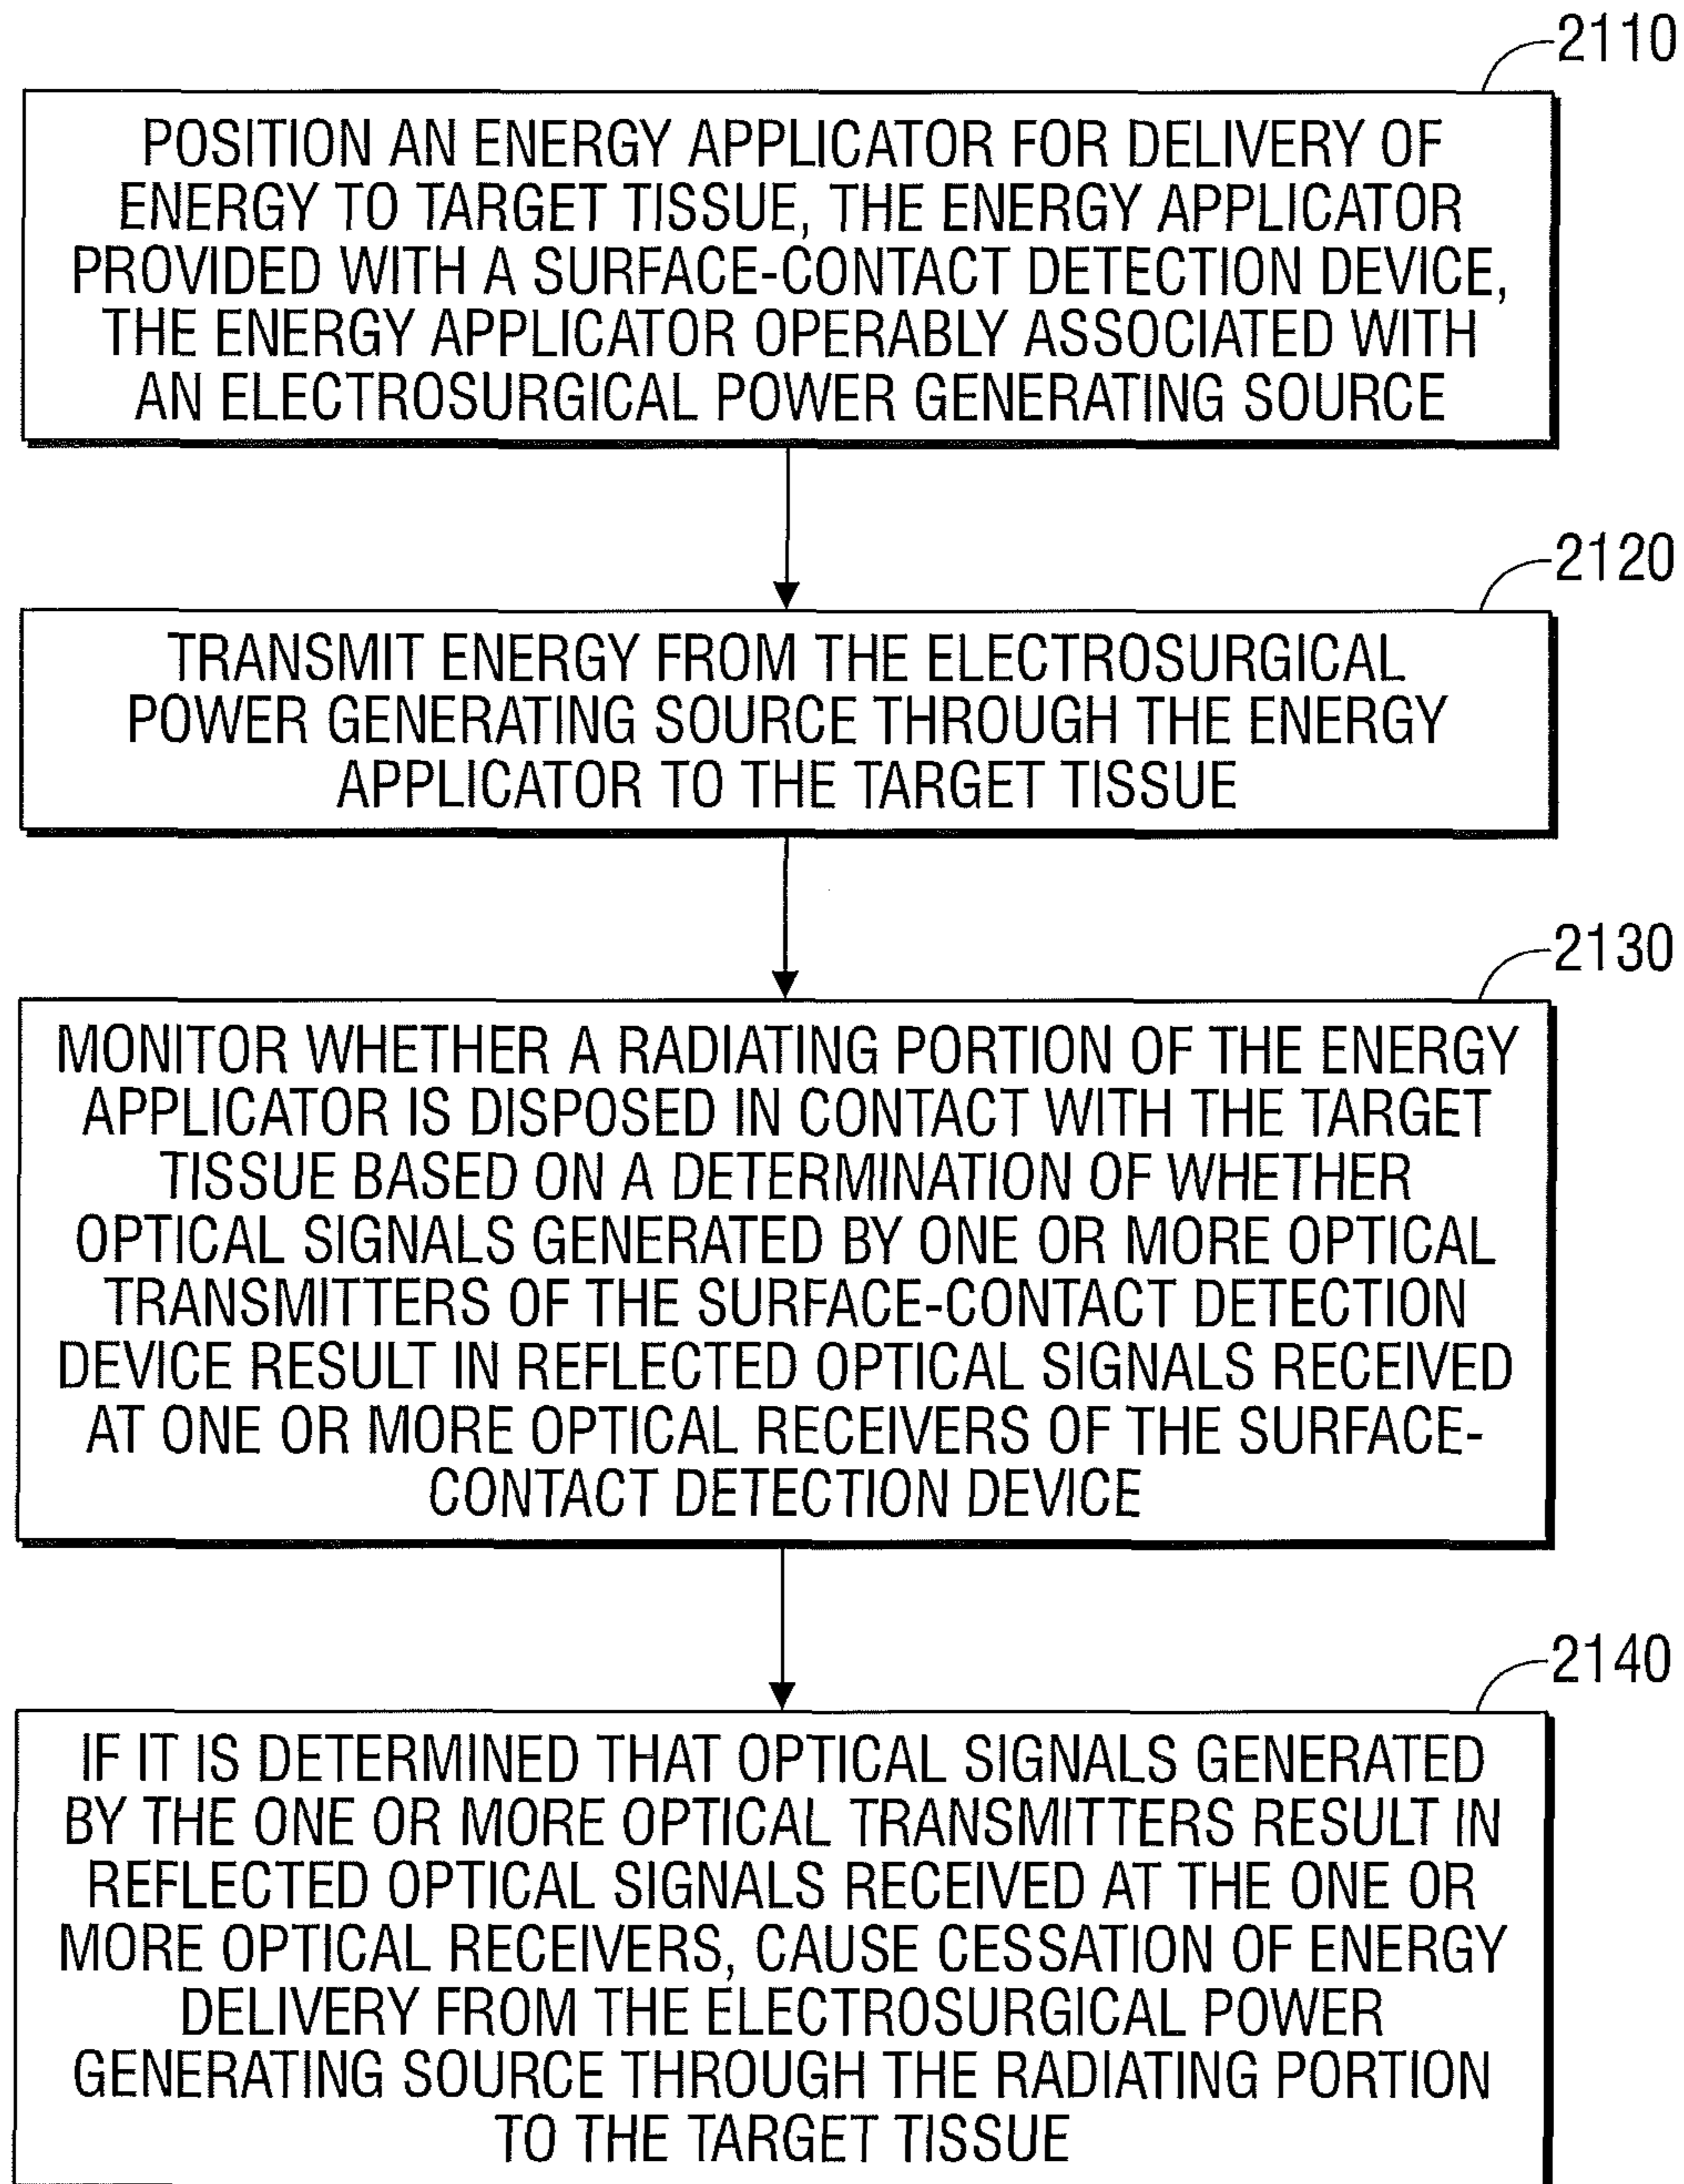 2110
POSITION AN ENERGY APPLICATOR FOR DELIVERY OF
ENERGY TO TARGET TISSUE, THE ENERGY APPLICATOR
PROVIDED WITH A SURFACE-CONTACT DETECTION DEVICE,
THE ENERGY APPLICATOR OPERABLY ASSOCIATED WITH
AN ELECTROSURGICAL POWER GENERATING SOURCE
2120
TRANSMIT ENERGY FROM THE ELECTROSURGICAL
POWER GENERATING SOURCE THROUGH THE ENERGY
APPLICATOR TO THE TARGET TISSUE
2130
MONITOR WHETHER A RADIATING PORTION OF THE ENERGY
APPLICATOR IS DISPOSED IN CONTACT WITH THE TARGET
TISSUE BASED ON A DETERMINATION OF WHETHER
OPTICAL SIGNALS GENERATED BY ONE OR MORE OPTICAL
TRANSMITTERS OF THE SURFACE-CONTACT DETECTION
DEVICE RESULT IN REFLECTED OPTICAL SIGNALS RECEIVED
AT ONE OR MORE OPTICAL RECEIVERS OF THE SURFACE-
CONTACT DETECTION DEVICE
2140
IF IT IS DETERMINED THAT OPTICAL SIGNALS GENERATED
BY THE ONE OR MORE OPTICAL TRANSMITTERS RESULT IN
REFLECTED OPTICAL SIGNALS RECEIVED AT THE ONE OR
MORE OPTICAL RECEIVERS, CAUSE CESSATION OF ENERGY
DELIVERY FROM THE ELECTROSURGICAL POWER
GENERATING SOURCE THROUGH THE RADIATING PORTION
TO THE TARGET TISSUE